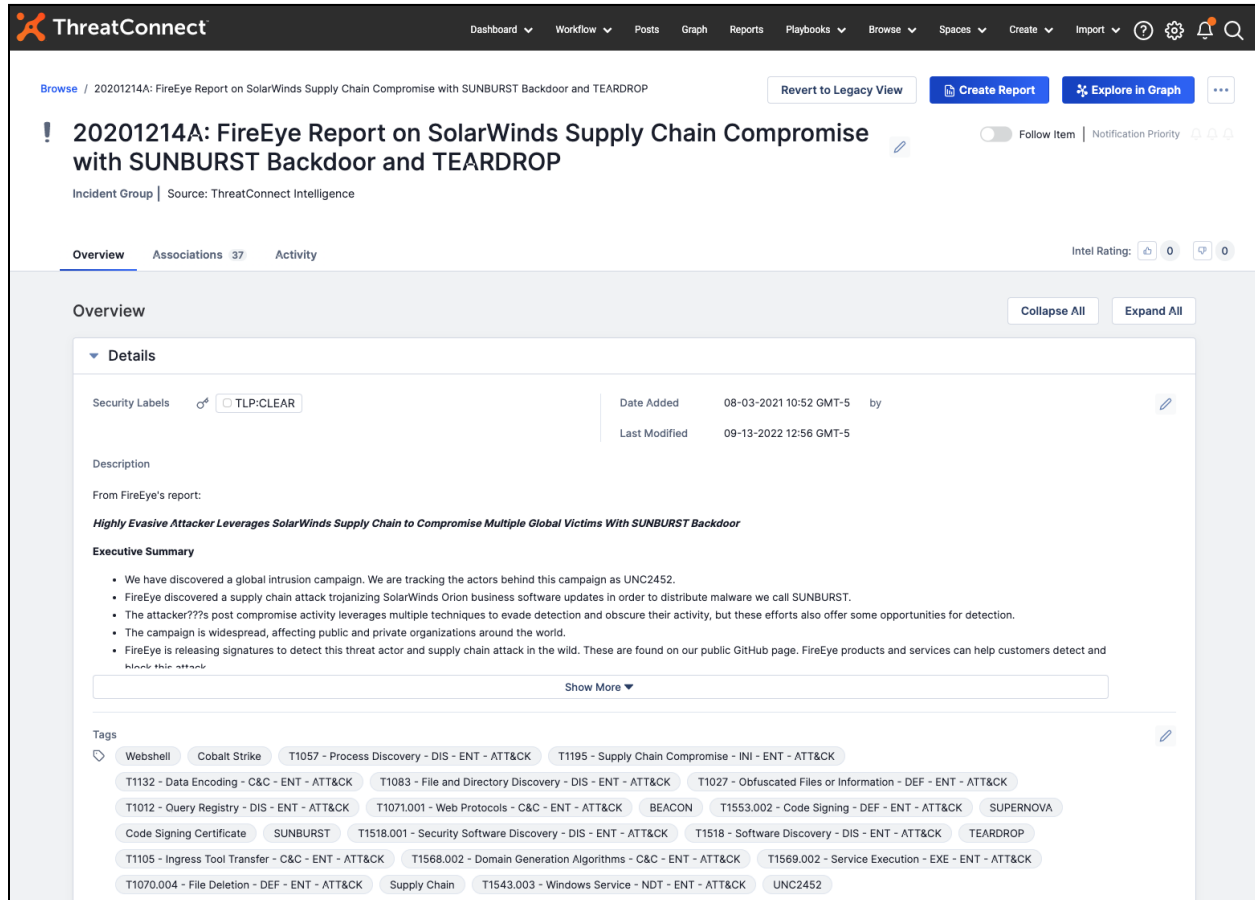 ThreatConnect
Dashboard Workflow Posts Graph Reports Playbooks Browse Spaces Create Import
Browse / 20201214A: FireEye Report on SolarWinds Supply Chain Compromise with SUNBURST Backdoor and TEARDROP
Revert to Legacy View Create Report Explore in Graph ...
20201214A: FireEye Report on SolarWinds Supply Chain Compromise
with SUNBURST Backdoor and TEARDROP
Follow Item | Notification Priority
Incident Group | Source: ThreatConnect Intelligence
Overview Associations 37 Activity
Intel Rating: 0 0
Overview
Collapse All Expand All
Details
Security Labels TLP:CLEAR
Date Added 08-03-2021 10:52 GMT-5 by
Last Modified 09-13-2022 12:56 GMT-5
Description
From FireEye's report:
Highly Evasive Attacker Leverages SolarWinds Supply Chain to Compromise Multiple Global Victims With SUNBURST Backdoor
Executive Summary
• We have discovered a global intrusion campaign. We are tracking the actors behind this campaign as UNC2452.
• FireEye discovered a supply chain attack trojanizing SolarWinds Orion business software updates in order to distribute malware we call SUNBURST.
• The attacker???s post compromise activity leverages multiple techniques to evade detection and obscure their activity, but these efforts also offer some opportunities for detection.
• The campaign is widespread, affecting public and private organizations around the world.
• FireEye is releasing signatures to detect this threat actor and supply chain attack in the wild. These are found on our public GitHub page. FireEye products and services can help customers detect and
block this attack
Show More
Tags
Webshell Cobalt Strike T1057 - Process Discovery - DIS - ENT - ATT&CK T1195 - Supply Chain Compromise - INI - ENT - ATT&CK
T1132 - Data Encoding - C&C - ENT - ATT&CK T1083 - File and Directory Discovery - DIS - ENT - ATT&CK T1027 - Obfuscated Files or Information - DEF - ENT - ATT&CK
T1012 - Query Registry - DIS - ENT - ATT&CK T1071.001 - Web Protocols - C&C - ENT - ATT&CK BEACON T1553.002 - Code Signing - DEF - ENT - ATT&CK SUPERNOVA
Code Signing Certificate SUNBURST T1518.001 - Security Software Discovery - DIS - ENT - ATT&CK T1518 - Software Discovery - DIS - ENT - ATT&CK TEARDROP
T1105 - Ingress Tool Transfer - C&C - ENT - ATT&CK T1568.002 - Domain Generation Algorithms - C&C - ENT - ATT&CK T1569.002 - Service Execution - EXE - ENT - ATT&CK
T1070.004 - File Deletion - DEF - ENT - ATT&CK Supply Chain T1543.003 - Windows Service - NDT - ENT - ATT&CK UNC2452